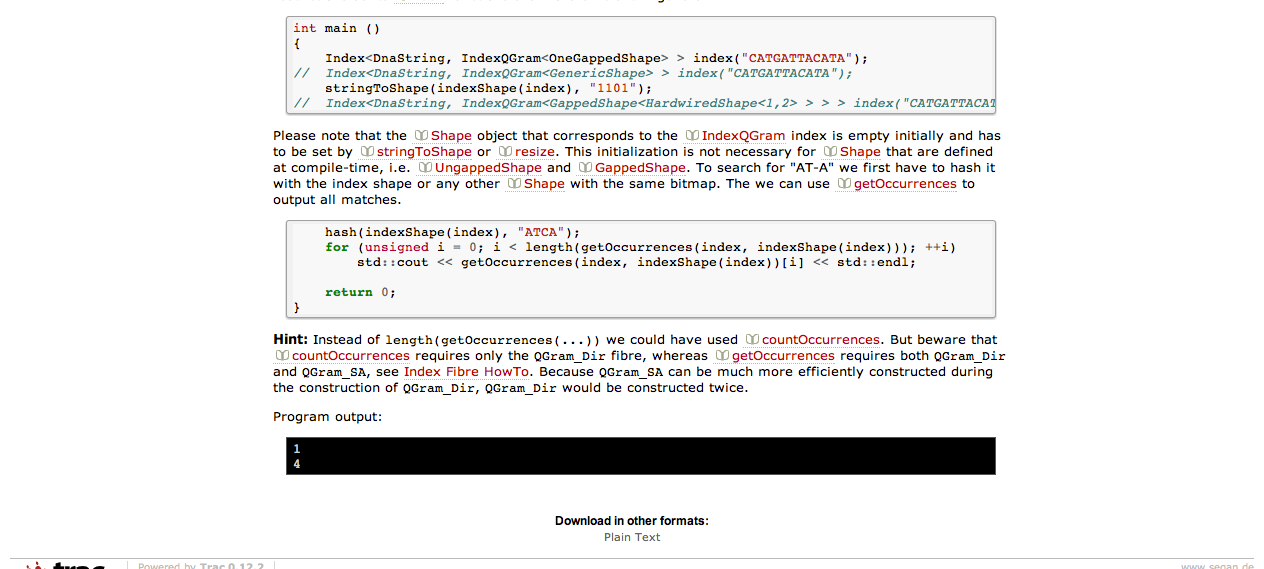 int main ()
{
    Index<DnaString, IndexQGram<OneGappedShape> > index("CATGATTACATA");
//  Index<DnaString, IndexQGram<GenericShape> > index("CATGATTACATA");
    stringToShape(indexShape(index), "1101");
//  Index<DnaString, IndexQGram<GappedShape<HardwiredShape<1,2> > > > index("CATGATTACAT
Please note that the Shape object that corresponds to the IndexQGram index is empty initially and has
to be set by stringToShape or resize. This initialization is not necessary for Shape that are defined
at compile-time, i.e. UngappedShape and GappedShape. To search for "AT-A" we first have to hash it
with the index shape or any other Shape with the same bitmap. The we can use getOccurrences to
output all matches.
    hash(indexShape(index), "ATCA");
    for (unsigned i = 0; i < length(getOccurrences(index, indexShape(index))); ++i)
        std::cout << getOccurrences(index, indexShape(index))[i] << std::endl;
    return 0;
}
Hint: Instead of length(getOccurrences(...)) we could have used countOccurrences. But beware that
countOccurrences requires only the QGram_Dir fibre, whereas getOccurrences requires both QGram_Dir
and QGram_SA, see Index Fibre HowTo. Because QGram_SA can be much more efficiently constructed during
the construction of QGram_Dir, QGram_Dir would be constructed twice.
Program output:
1
4
Download in other formats:
Plain Text
trac Powered by Trac 0.12.2 www.seqan.de